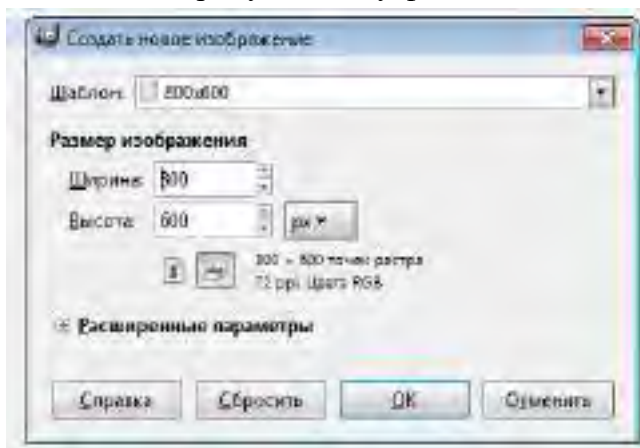 Создать новое изображение
Шаблон: 800x600
Размер изображения
Ширина: 800
Высота: 600 px
800 × 600 точек растра
72 ppi, Цвета RGB
Расширенные параметры
Справка Сбросить OK Отменить